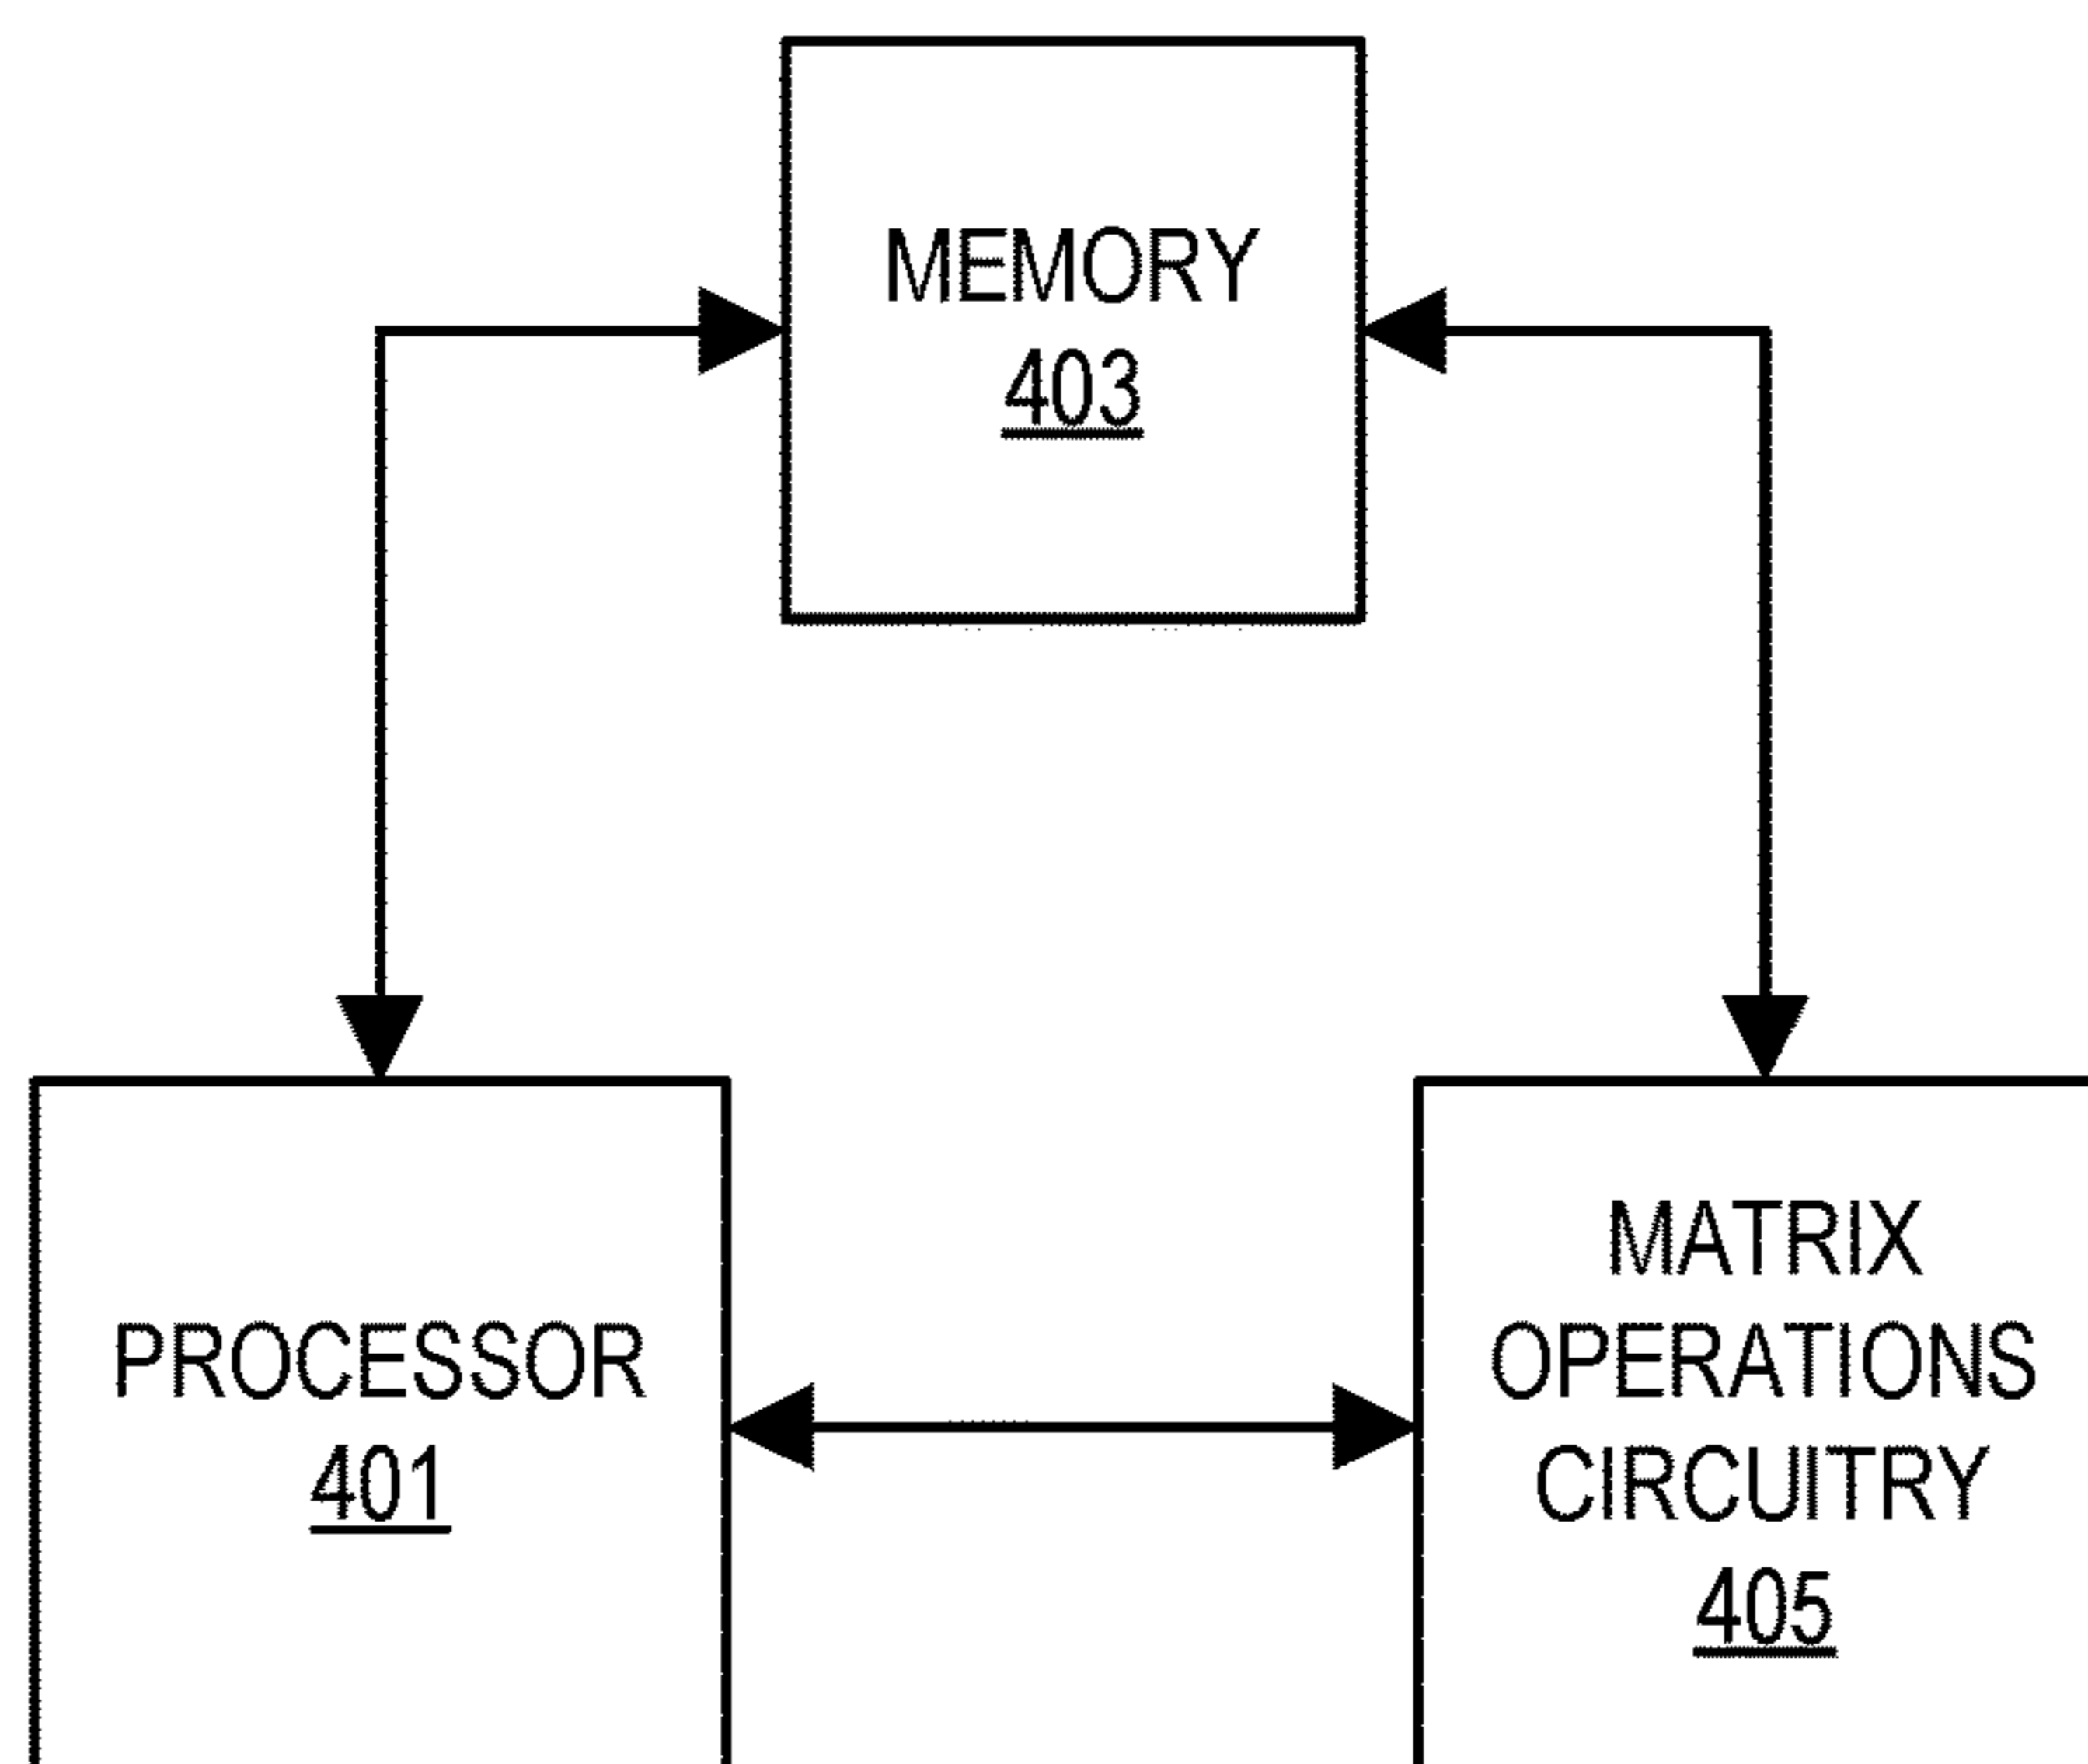 MEMORY
403
PROCESSOR
401
MATRIX
OPERATIONS
CIRCUITRY
405